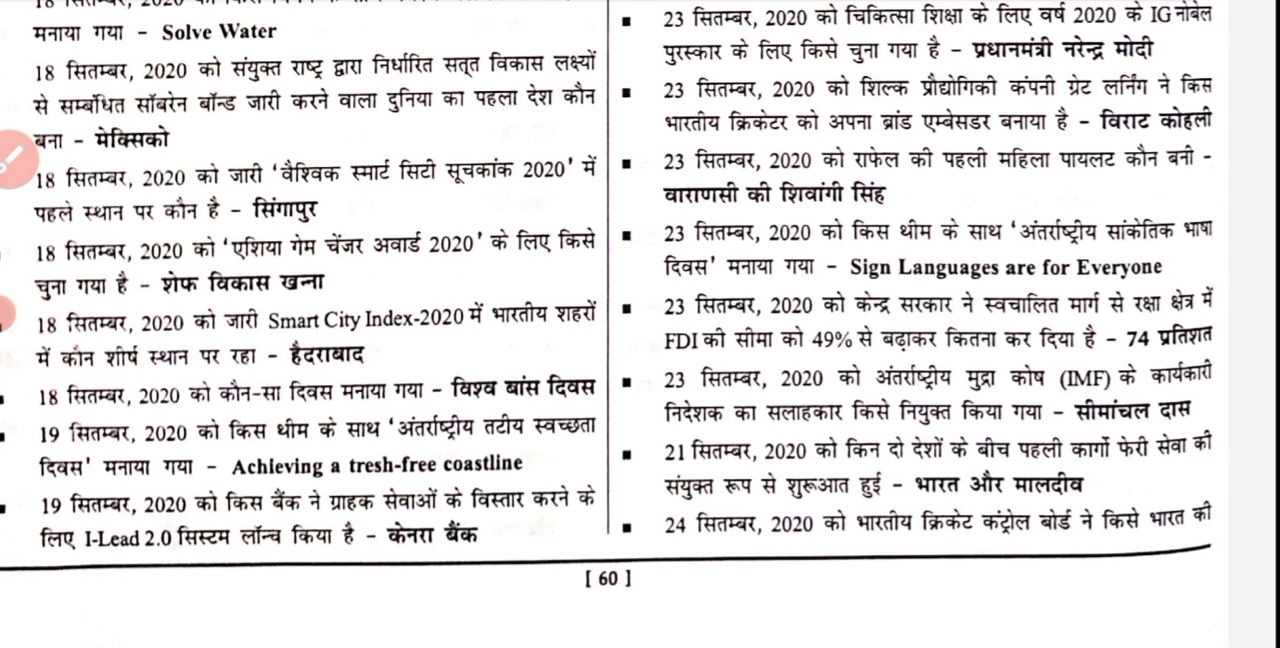 मनाया गया – Solve Water
18 सितम्बर, 2020 को संयुक्त राष्ट्र द्वारा निर्धारित सतृत विकास लक्ष्यों
से सम्बंधित सॉबरेन बॉन्ड जारी करने वाला दुनिया का पहला देश कौन
बना – मेक्सिको
18 सितम्बर, 2020 को जारी 'वैश्विक स्मार्ट सिटी सूचकांक 2020' में
पहले स्थान पर कौन है – सिंगापुर
18 सितम्बर, 2020 को 'एशिया गेम चेंजर अवार्ड 2020' के लिए किसे
चुना गया है – शेफ विकास खन्ना
18 सितम्बर, 2020 को जारी Smart City Index-2020 में भारतीय शहरों
में कौन शीर्ष स्थान पर रहा – हैदराबाद
18 सितम्बर, 2020 को कौन-सा दिवस मनाया गया – विश्व बांस दिवस
19 सितम्बर, 2020 को किस थीम के साथ 'अंतर्राष्ट्रीय तटीय स्वच्छता
दिवस' मनाया गया – Achieving a tresh-free coastline
19 सितम्बर, 2020 को किस बैंक ने ग्राहक सेवाओं के विस्तार करने के
लिए I-Lead 2.0 सिस्टम लॉन्च किया है – केनरा बैंक
23 सितम्बर, 2020 को चिकित्सा शिक्षा के लिए वर्ष 2020 के IG नोबेल
पुरस्कार के लिए किसे चुना गया है – प्रधानमंत्री नरेन्द्र मोदी
23 सितम्बर, 2020 को शिल्क प्रौद्योगिकी कंपनी ग्रेट लर्निंग ने किस
भारतीय क्रिकेटर को अपना ब्रांड एम्बेसडर बनाया है – विराट कोहली
23 सितम्बर, 2020 को राफेल की पहली महिला पायलट कौन बनी -
वाराणसी की शिवांगी सिंह
23 सितम्बर, 2020 को किस थीम के साथ 'अंतर्राष्ट्रीय सांकेतिक भाषा
दिवस' मनाया गया – Sign Languages are for Everyone
23 सितम्बर, 2020 को केन्द्र सरकार ने स्वचालित मार्ग से रक्षा क्षेत्र में
FDI की सीमा को 49% से बढ़ाकर कितना कर दिया है – 74 प्रतिशत
23 सितम्बर, 2020 को अंतर्राष्ट्रीय मुद्रा कोष (IMF) के कार्यकारी
निदेशक का सलाहकार किसे नियुक्त किया गया – सीमांचल दास
21 सितम्बर, 2020 को किन दो देशों के बीच पहली कार्गो फेरी सेवा की
संयुक्त रूप से शुरूआत हुई – भारत और मालदीव
24 सितम्बर, 2020 को भारतीय क्रिकेट कंट्रोल बोर्ड ने किसे भारत की
[ 60 ]